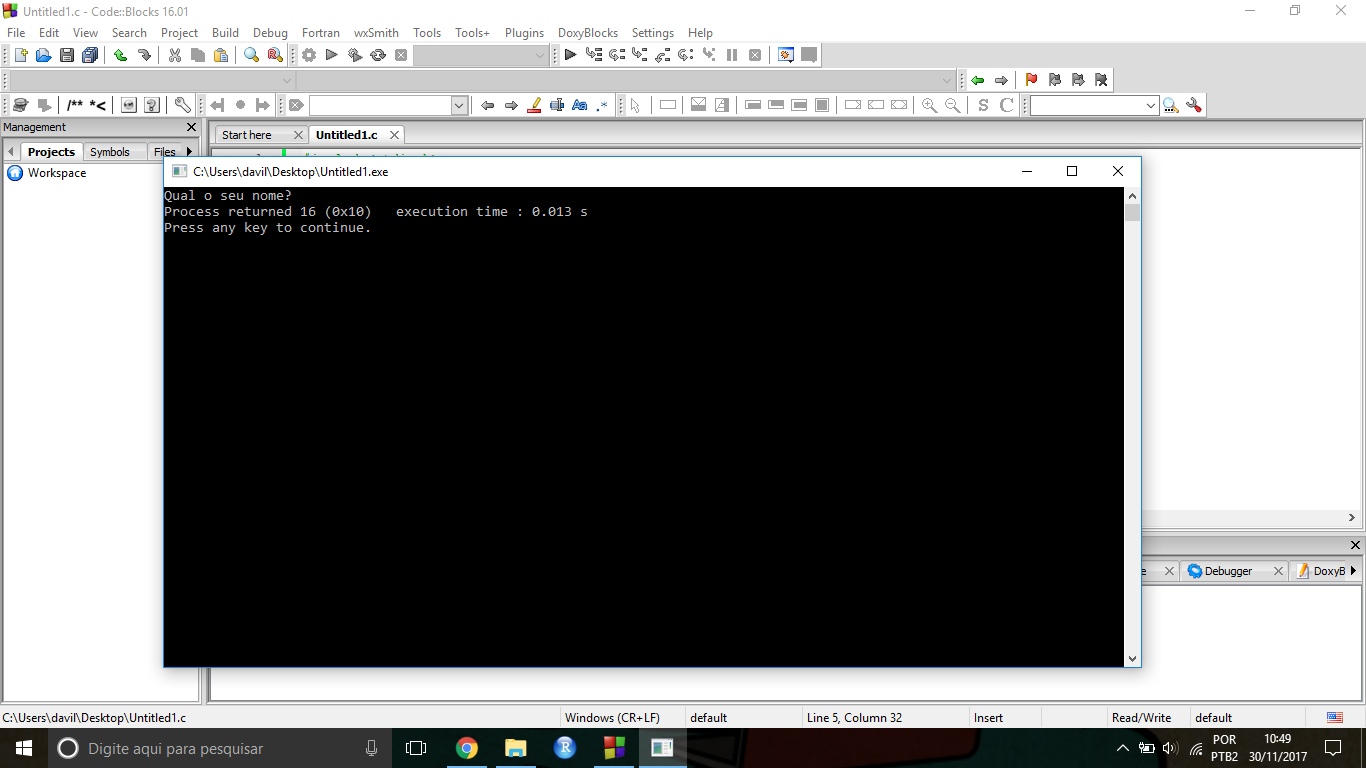 Untitled1.c - Code::Blocks 16.01
File Edit View Search Project Build Debug Fortran wxSmith Tools Tools+ Plugins DoxyBlocks Settings Help
/** *<
Aa .*
S C
Management
Start here Untitled1.c
Projects Symbols Files
Workspace
C:\Users\davil\Desktop\Untitled1.exe
Qual o seu nome?
Process returned 16 (0x10) execution time : 0.013 s
Press any key to continue.
e Debugger DoxyB
C:\Users\davil\Desktop\Untitled1.c Windows (CR+LF) default Line 5, Column 32 Insert Read/Write default
Digite aqui para pesquisar
POR 10:49
PTB2 30/11/2017